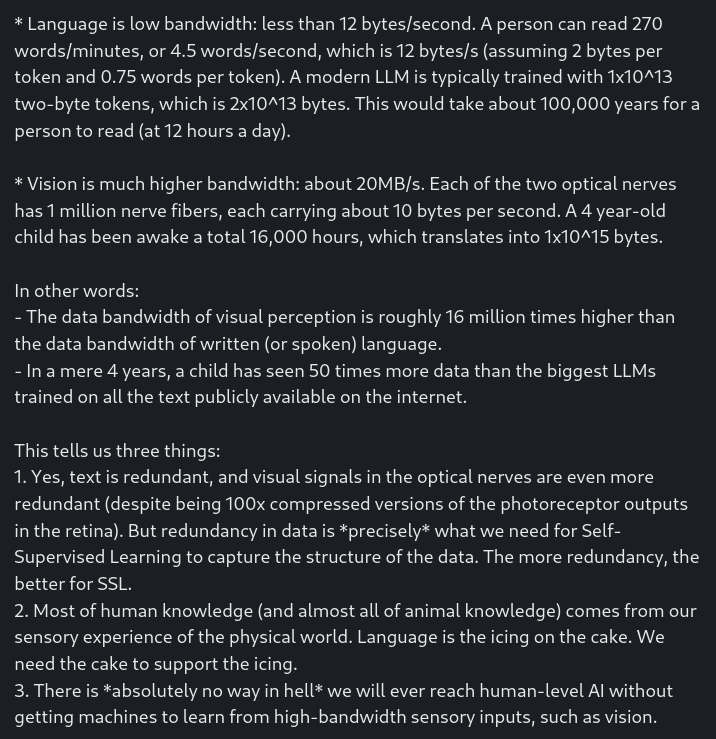 * Language is low bandwidth: less than 12 bytes/second. A person can read 270
words/minutes, or 4.5 words/second, which is 12 bytes/s (assuming 2 bytes per
token and 0.75 words per token). A modern LLM is typically trained with 1x10^13
two-byte tokens, which is 2x10^13 bytes. This would take about 100,000 years for a
person to read (at 12 hours a day).

* Vision is much higher bandwidth: about 20MB/s. Each of the two optical nerves
has 1 million nerve fibers, each carrying about 10 bytes per second. A 4 year-old
child has been awake a total 16,000 hours, which translates into 1x10^15 bytes.

In other words:
- The data bandwidth of visual perception is roughly 16 million times higher than
the data bandwidth of written (or spoken) language.
- In a mere 4 years, a child has seen 50 times more data than the biggest LLMs
trained on all the text publicly available on the internet.

This tells us three things:
1. Yes, text is redundant, and visual signals in the optical nerves are even more
redundant (despite being 100x compressed versions of the photoreceptor outputs
in the retina). But redundancy in data is *precisely* what we need for Self-
Supervised Learning to capture the structure of the data. The more redundancy, the
better for SSL.
2. Most of human knowledge (and almost all of animal knowledge) comes from our
sensory experience of the physical world. Language is the icing on the cake. We
need the cake to support the icing.
3. There is *absolutely no way in hell* we will ever reach human-level AI without
getting machines to learn from high-bandwidth sensory inputs, such as vision.